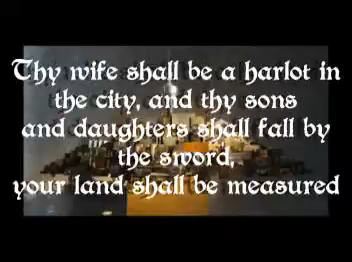 Thy wife shall be a harlot in
the city, and thy sons
and daughters shall fall by
the sword,
your land shall be measured